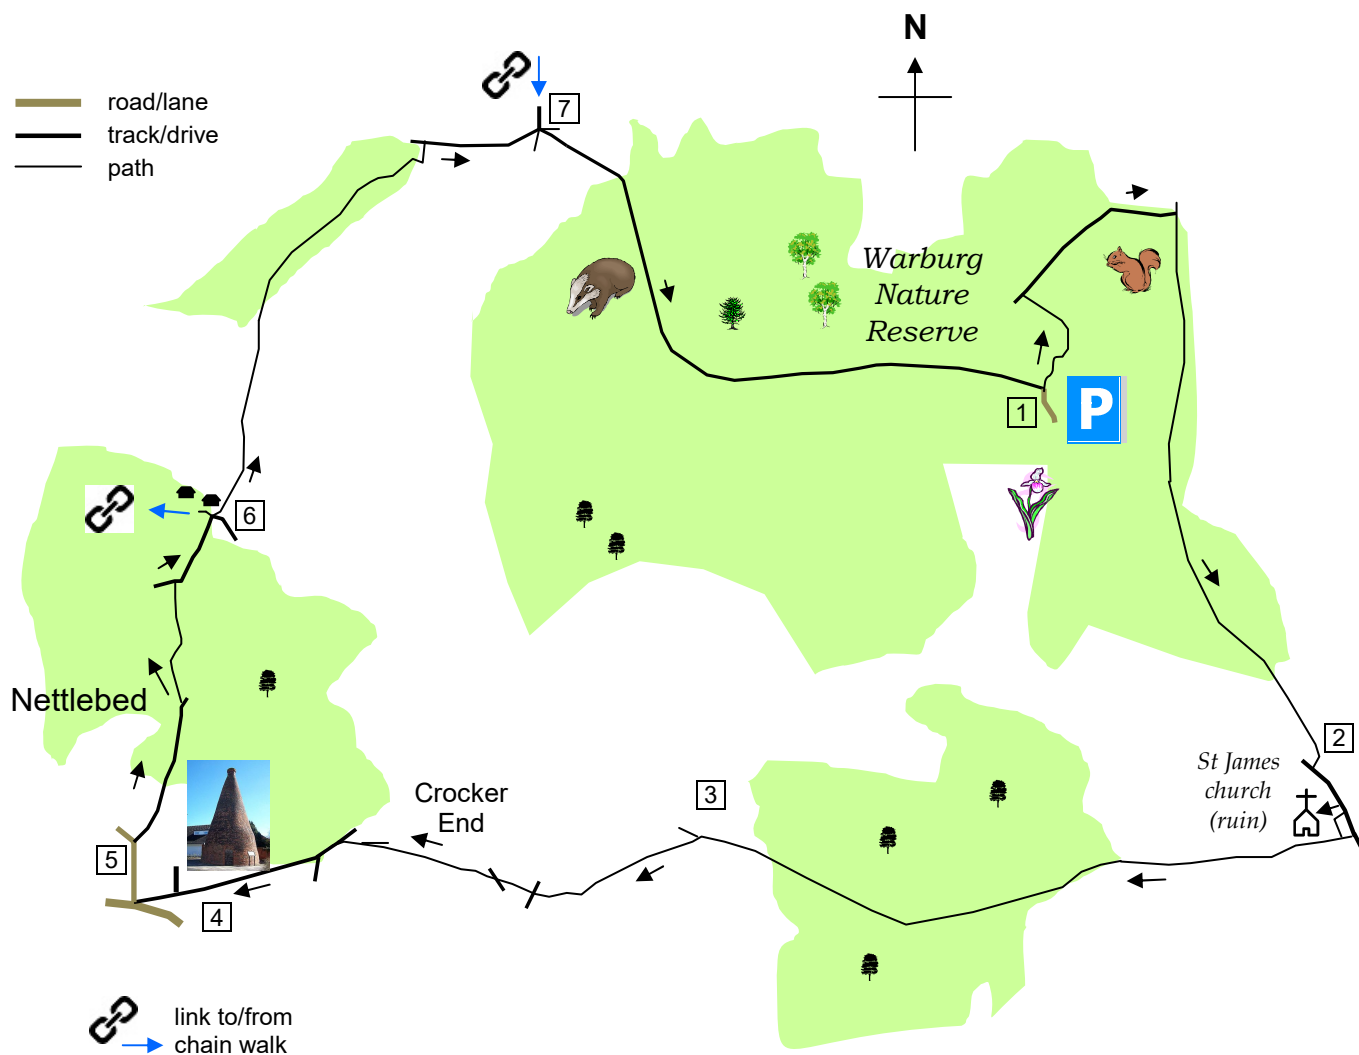 N
7
road/lane
track/drive
path
Warburg
Nature
Reserve
P
1
6
Nettlebed
2
St James
church
(ruin)
3
Crocker
End
5
4
link to/from
chain walk